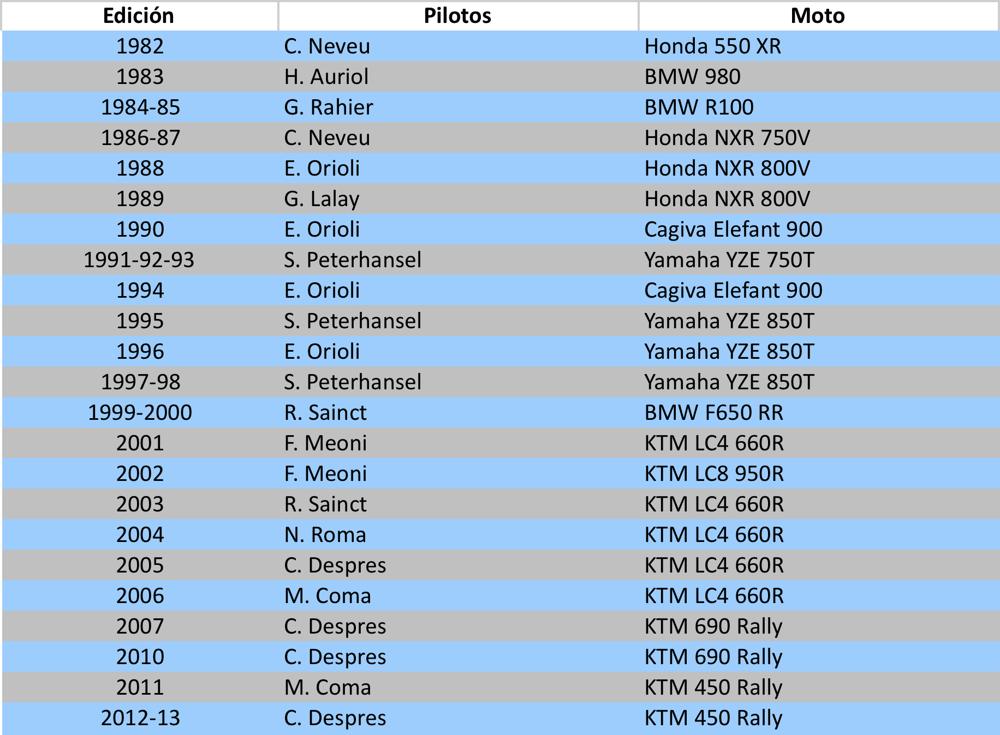 Edición Pilotos Moto
1982 C. Neveu Honda 550 XR
1983 H. Auriol BMW 980
1984-85 G. Rahier BMW R100
1986-87 C. Neveu Honda NXR 750V
1988 E. Orioli Honda NXR 800V
1989 G. Lalay Honda NXR 800V
1990 E. Orioli Cagiva Elefant 900
1991-92-93 S. Peterhansel Yamaha YZE 750T
1994 E. Orioli Cagiva Elefant 900
1995 S. Peterhansel Yamaha YZE 850T
1996 E. Orioli Yamaha YZE 850T
1997-98 S. Peterhansel Yamaha YZE 850T
1999-2000 R. Sainct BMW F650 RR
2001 F. Meoni KTM LC4 660R
2002 F. Meoni KTM LC8 950R
2003 R. Sainct KTM LC4 660R
2004 N. Roma KTM LC4 660R
2005 C. Despres KTM LC4 660R
2006 M. Coma KTM LC4 660R
2007 C. Despres KTM 690 Rally
2010 C. Despres KTM 690 Rally
2011 M. Coma KTM 450 Rally
2012-13 C. Despres KTM 450 Rally